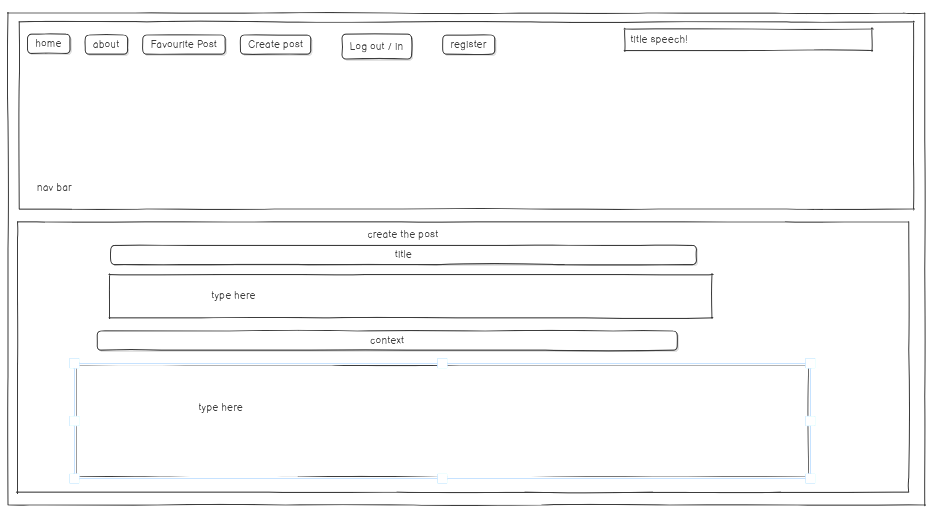 home
about
Favourite Post
Create post
Log out / in
register
title speech!
nav bar
create the post
title
type here
context
type here